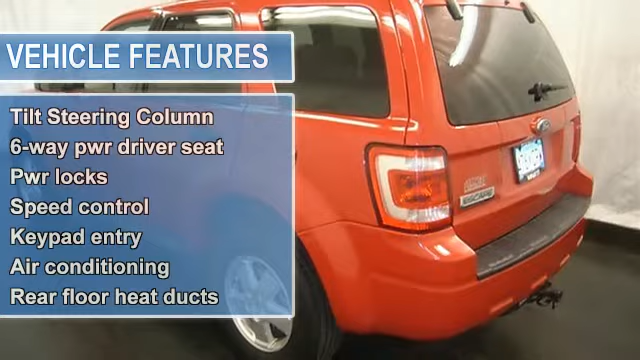 VEHICLE FEATURES
Tilt Steering Column
6-way pwr driver seat
Pwr locks
Speed control
Keypad entry
Air conditioning
Rear floor heat ducts
ESCAPE